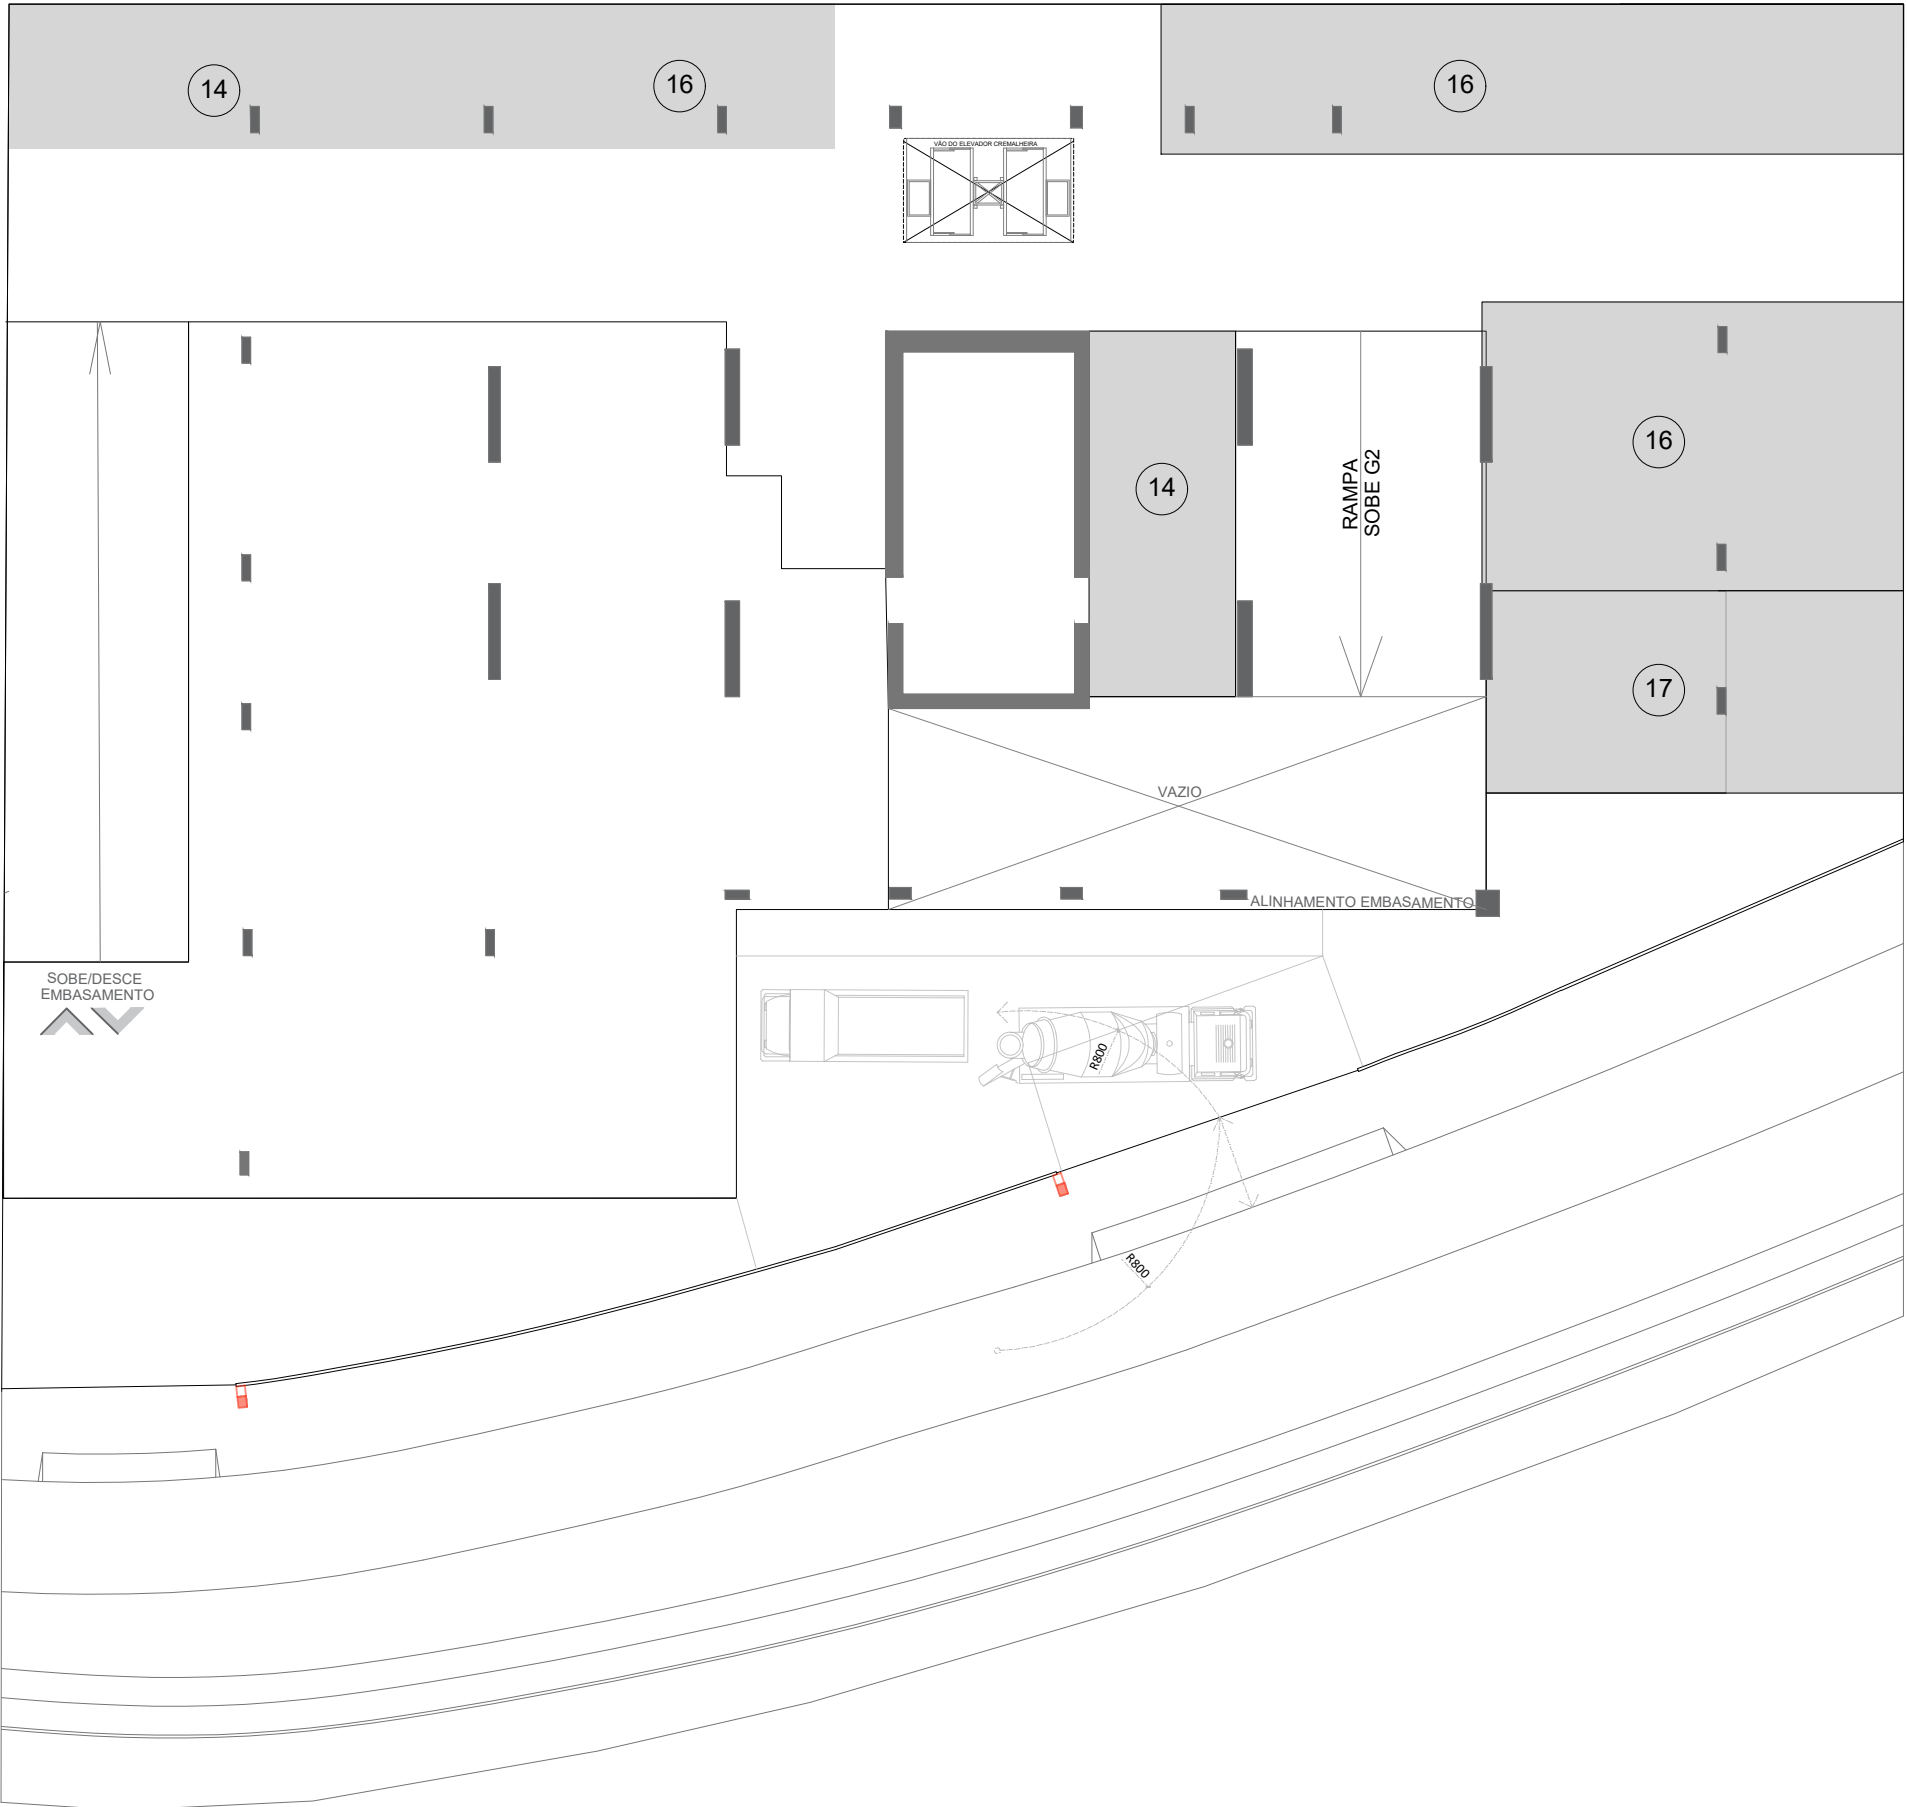 14
16
16
VÃO DO ELEVADOR CREMALHEIRA
14
RAMPA
SOBE G2
16
17
VAZIO
ALINHAMENTO EMBASAMENTO
SOBE/DESCE
EMBASAMENTO
R800
R800